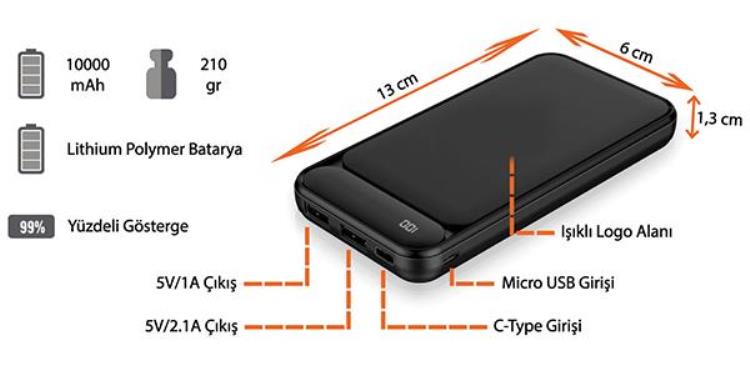 10000
mAh
210
gr
Lithium Polymer Batarya
99%
Yüzdeli Gösterge
13 cm
6 cm
1,3 cm
100
Işıklı Logo Alanı
5V/1A Çıkış
Micro USB Girişi
5V/2.1A Çıkış
C-Type Girişi